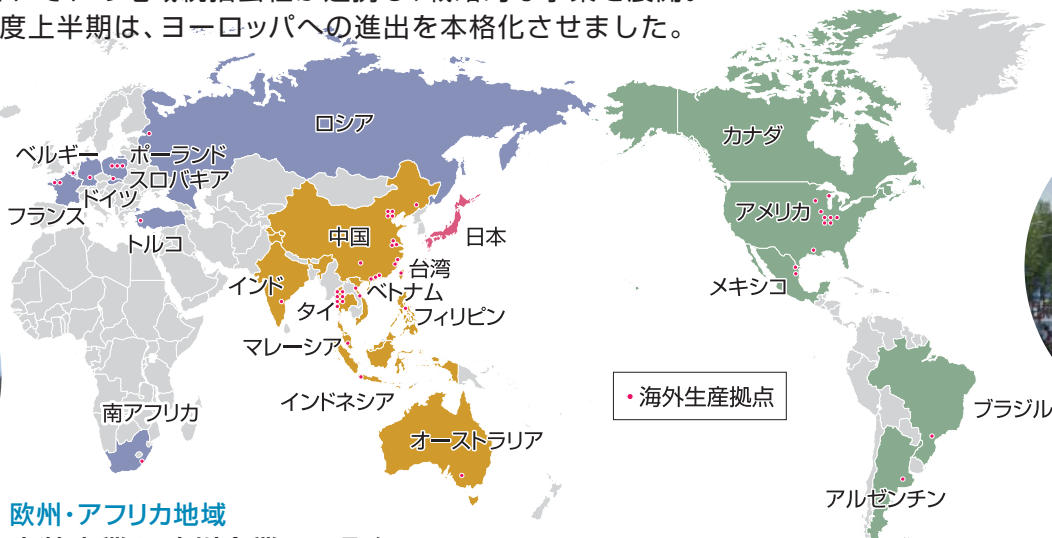 度上半期は、ヨーロッパへの進出を本格化させました。
ロシア
カナダ
ベルギー
ポーランド
スロバキア
ドイツ
フランス
トルコ
アメリカ
中国
日本
台湾
インド
ベトナム
タイ
フィリピン
メキシコ
マレーシア
インドネシア
・海外生産拠点
南アフリカ
オーストラリア
ブラジル
アルゼンチン
欧州・アフリカ地域